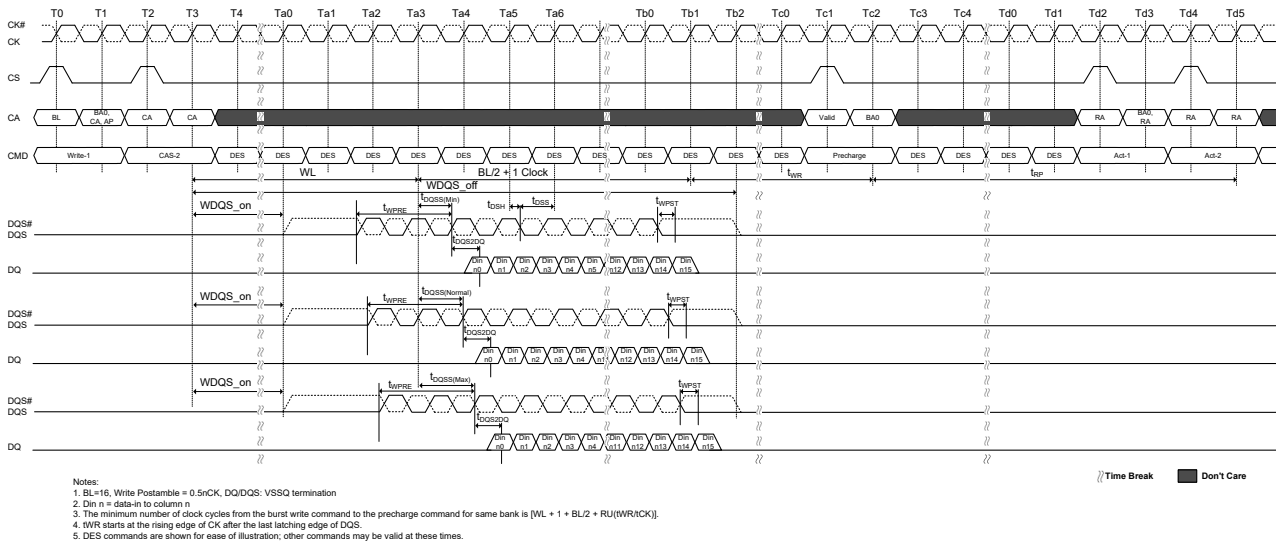 T0 T1 T2 T3 T4 Ta0 Ta1 Ta2 Ta3 Ta4 Ta5 Ta6 Tb0 Tb1 Tb2 Tc0 Tc1 Tc2 Tc3 Tc4 Td0 Td1 Td2 Td3 Td4 Td5
CK#
CK
CS
CA BL BA0, CA, AP CA CA Valid BA0 RA BA0, RA RA RA
CMD Write-1 CAS-2 DES DES DES DES DES DES DES DES DES DES DES DES DES Precharge DES DES DES DES Act-1 Act-2
WL BL/2 + 1 Clock tWR tRP
WDQS_off
WDQS_on tWPRE tDQSS(Min) tDSH tDSS tWPST
DQS#
DQS
tDQS2DQ
DQ Din n0 Din n1 Din n2 Din n3 Din n4 Din n5 Din n12 Din n13 Din n14 Din n15
WDQS_on tWPRE tDQSS(Normal) tWPST
DQS#
DQS
tDQS2DQ
DQ Din n0 Din n1 Din n2 Din n3 Din n4 Din n12 Din n13 Din n14 Din n15
WDQS_on tWPRE tDQSS(Max) tWPST
DQS#
DQS
tDQS2DQ
DQ Din n0 Din n1 Din n2 Din n3 Din n4 Din n11 Din n12 Din n13 Din n14 Din n15
Time Break Don't Care
Notes:
1. BL=16, Write Postamble = 0.5nCK, DQ/DQS: VSSQ termination
2. Din n = data-in to column n
3. The minimum number of clock cycles from the burst write command to the precharge command for same bank is [WL + 1 + BL/2 + RU(tWR/tCK)].
4. tWR starts at the rising edge of CK after the last latching edge of DQS.
5. DES commands are shown for ease of illustration; other commands may be valid at these times.